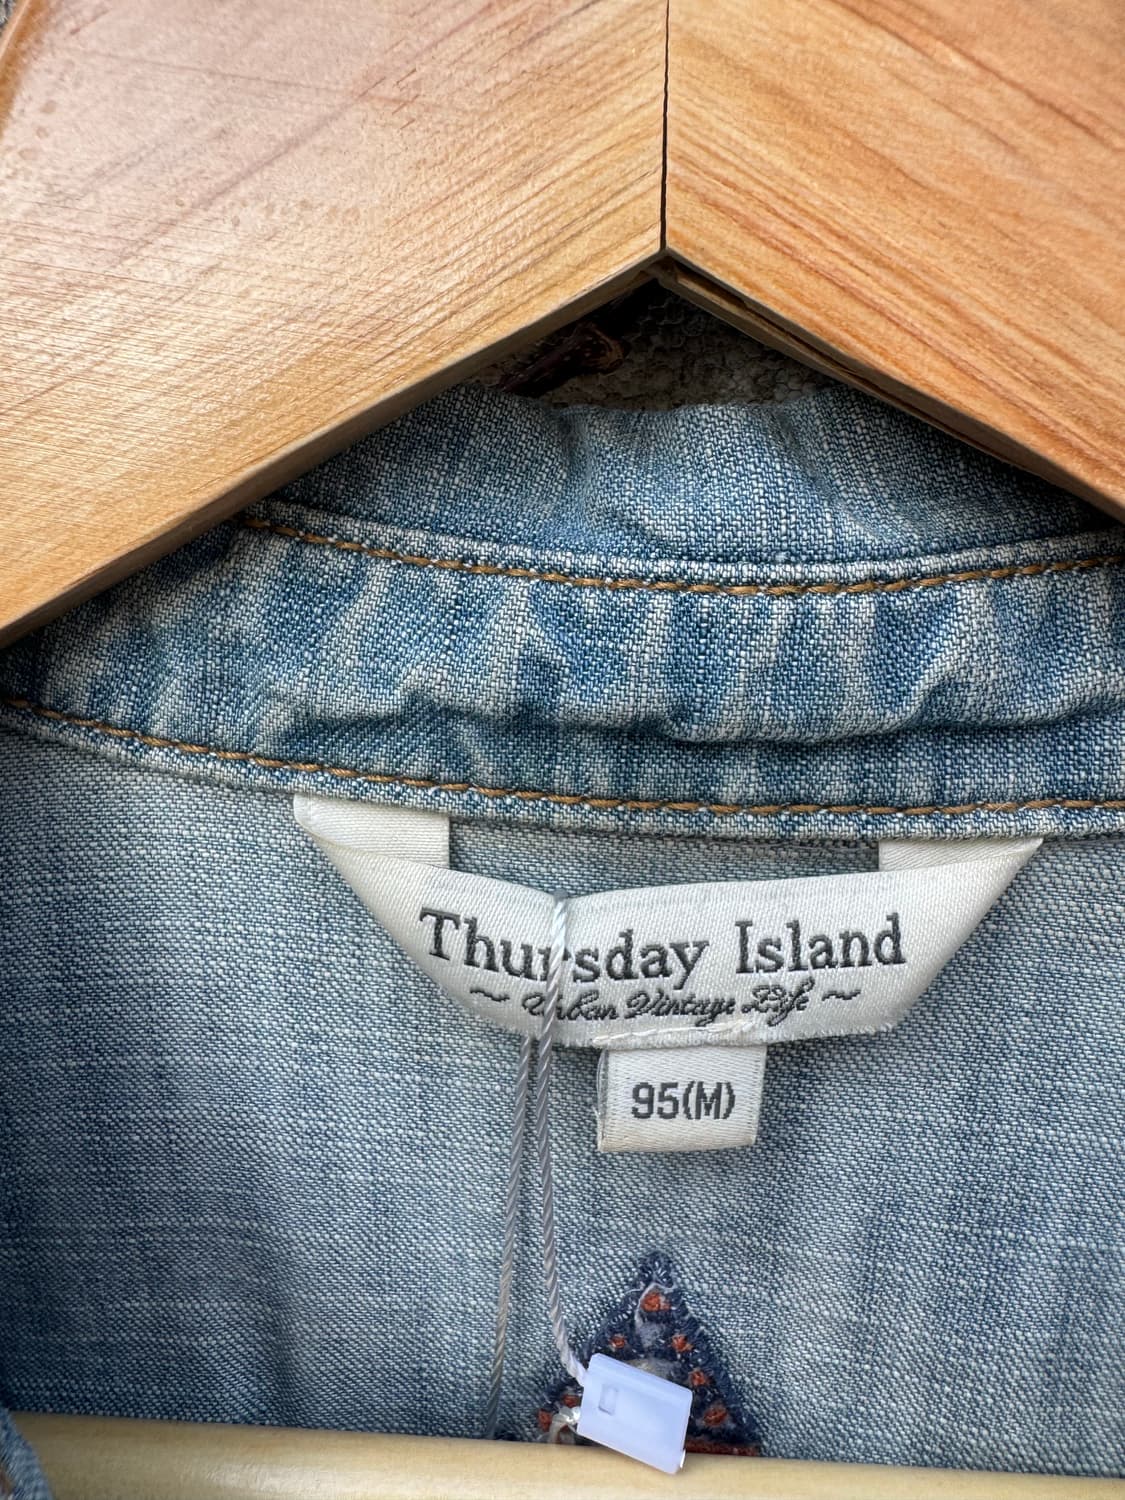 Thursday Island
~ Urban Vintage Life ~
95(M)